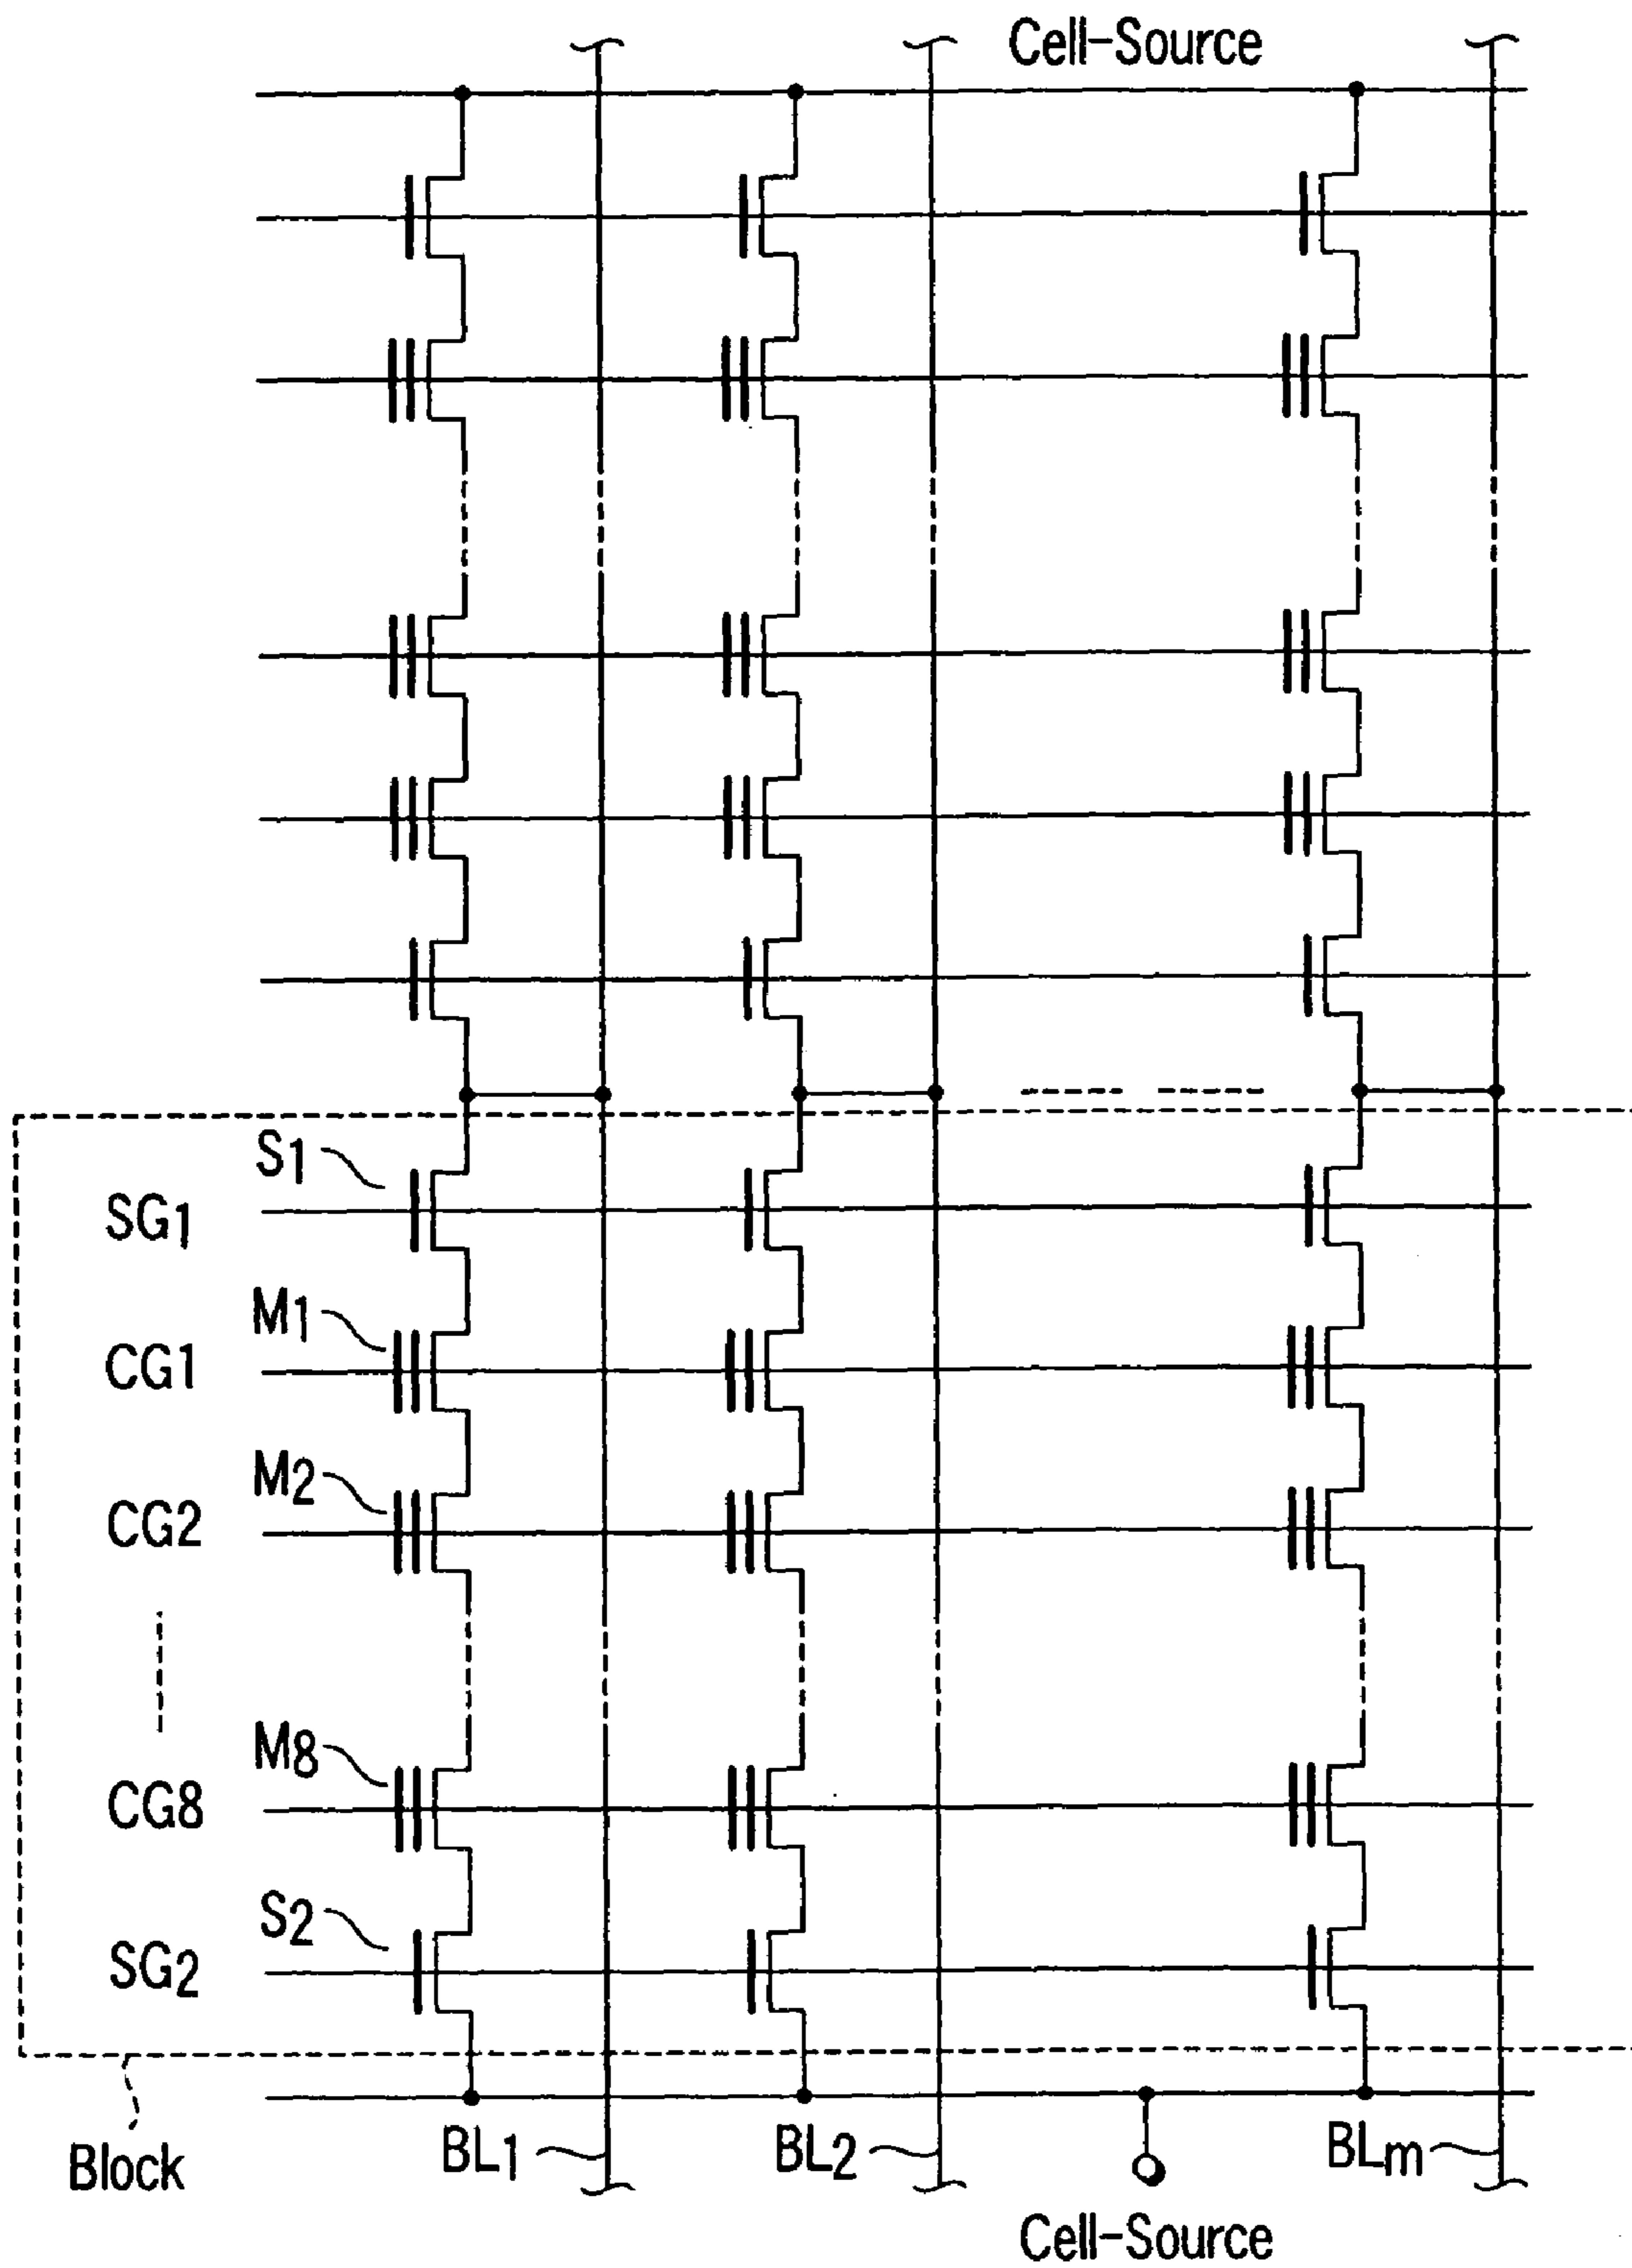 Cell-Source
S1
SG1
M1
CG1
M2
CG2
M8
CG8
S2
SG2
Block
BL1
BL2
BLm
Cell-Source